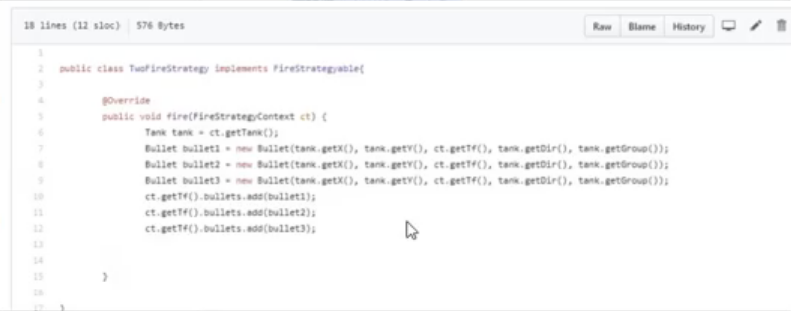 18 lines (12 sloc) 576 Bytes Raw Blame History
1
2 public class TwoFireStrategy implements FireStrategyable{
3
4 @Override
5 public void fire(FireStrategyContext ct) {
6 Tank tank = ct.getTank();
7 Bullet bullet1 = new Bullet(tank.getX(), tank.getY(), ct.getTf(), tank.getDir(), tank.getGroup());
8 Bullet bullet2 = new Bullet(tank.getX(), tank.getY(), ct.getTf(), tank.getDir(), tank.getGroup());
9 Bullet bullet3 = new Bullet(tank.getX(), tank.getY(), ct.getTf(), tank.getDir(), tank.getGroup());
10 ct.getTf().bullets.add(bullet1);
11 ct.getTf().bullets.add(bullet2);
12 ct.getTf().bullets.add(bullet3);
13
14
15 }
16
17 }